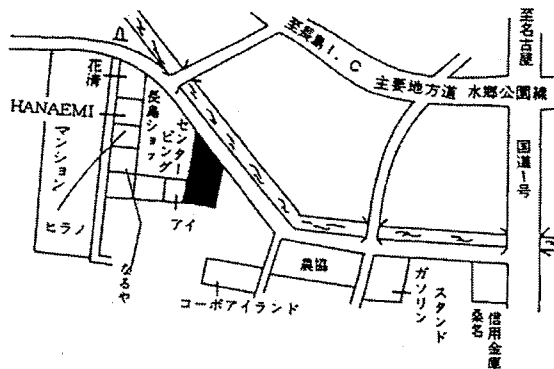 至名古屋
至長島I.C
主要地方道 水郷公園線
国道1号
花清
HANAEMI
長島ショッ
ピング
センター
マンション
ヒラノ
アイ
なるや
コーポアイランド
農協
ガソリン
スタンド
桑名
信用金庫